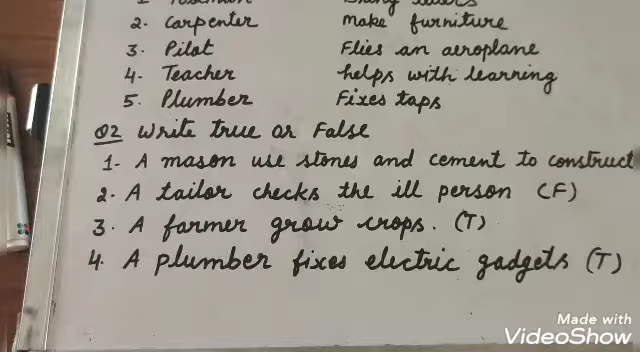 2. Carpenter make furniture
3. Pilot Flies an aeroplane
4- Teacher helps with learning
5. Plumber Fixes taps
Q2 Write true or False
1- A mason use stones and cement to construct
2. A tailor checks the ill person (F)
3. A farmer grow crops. (T)
4. A plumber fixes electric gadgets (T)
Made with
VideoShow